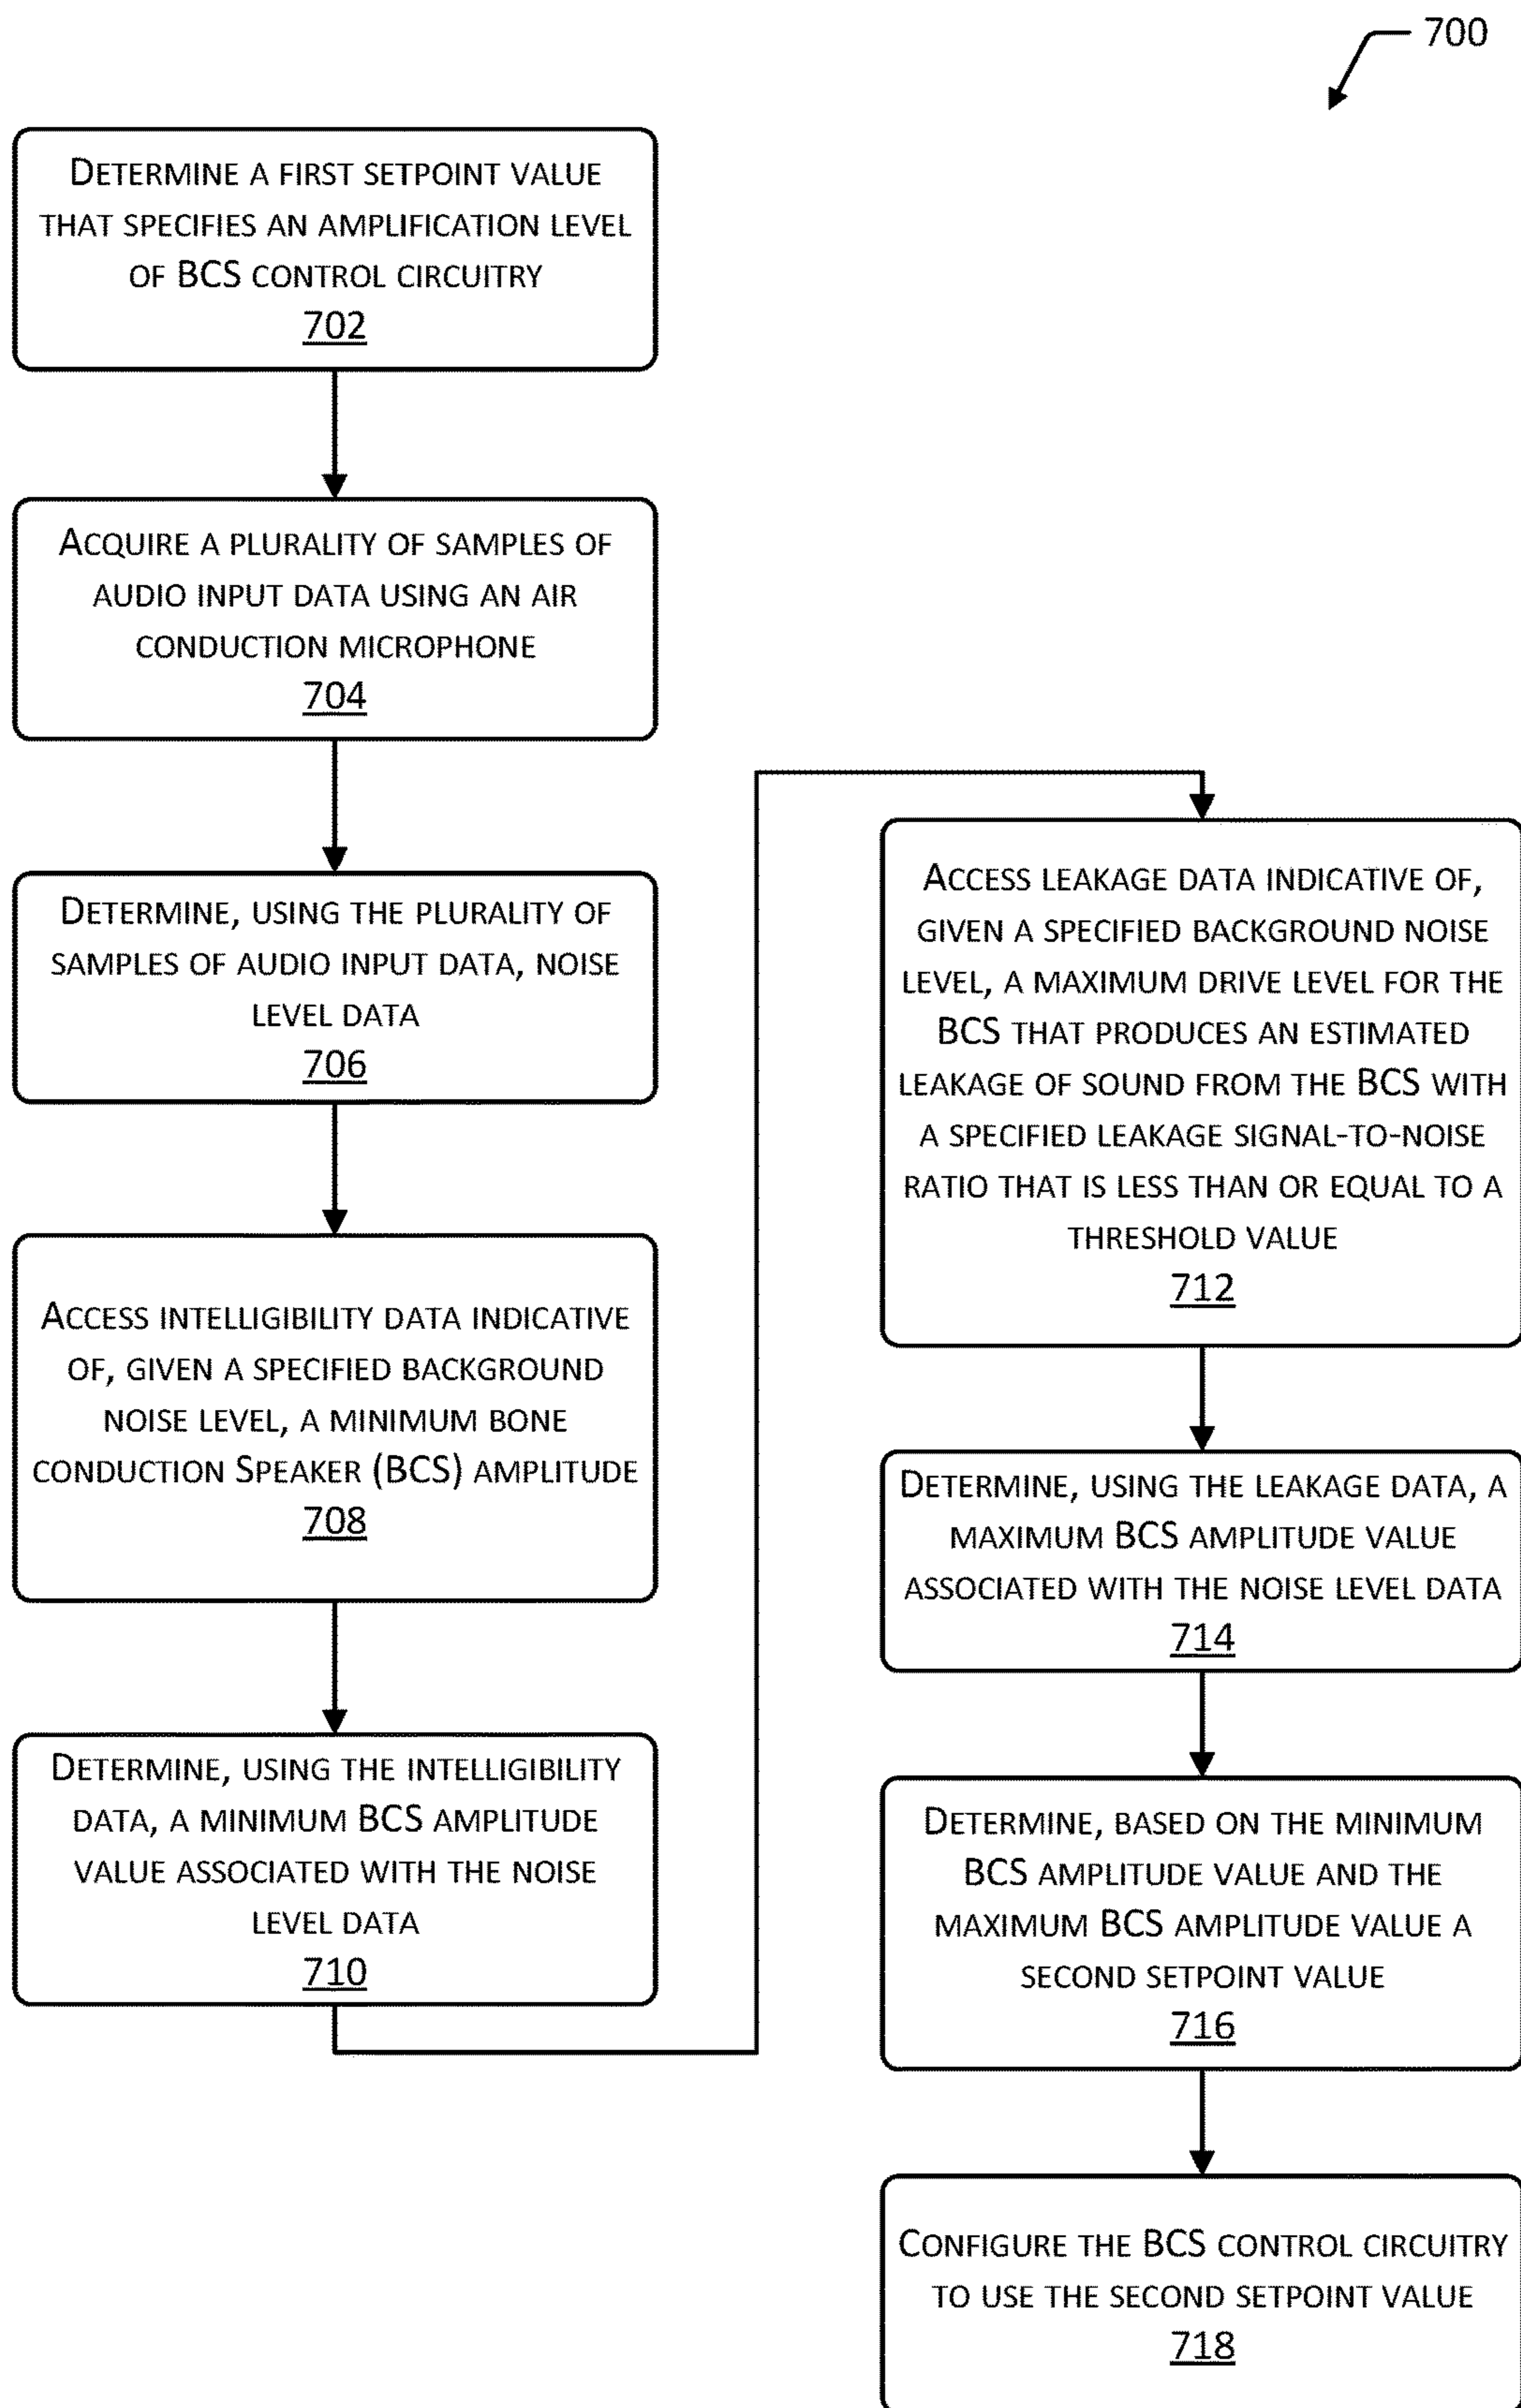 700
DETERMINE A FIRST SETPOINT VALUE
THAT SPECIFIES AN AMPLIFICATION LEVEL
OF BCS CONTROL CIRCUITRY
702
ACQUIRE A PLURALITY OF SAMPLES OF
AUDIO INPUT DATA USING AN AIR
CONDUCTION MICROPHONE
704
DETERMINE, USING THE PLURALITY OF
SAMPLES OF AUDIO INPUT DATA, NOISE
LEVEL DATA
706
ACCESS INTELLIGIBILITY DATA INDICATIVE
OF, GIVEN A SPECIFIED BACKGROUND
NOISE LEVEL, A MINIMUM BONE
CONDUCTION SPEAKER (BCS) AMPLITUDE
708
DETERMINE, USING THE INTELLIGIBILITY
DATA, A MINIMUM BCS AMPLITUDE
VALUE ASSOCIATED WITH THE NOISE
LEVEL DATA
710
ACCESS LEAKAGE DATA INDICATIVE OF,
GIVEN A SPECIFIED BACKGROUND NOISE
LEVEL, A MAXIMUM DRIVE LEVEL FOR THE
BCS THAT PRODUCES AN ESTIMATED
LEAKAGE OF SOUND FROM THE BCS WITH
A SPECIFIED LEAKAGE SIGNAL-TO-NOISE
RATIO THAT IS LESS THAN OR EQUAL TO A
THRESHOLD VALUE
712
DETERMINE, USING THE LEAKAGE DATA, A
MAXIMUM BCS AMPLITUDE VALUE
ASSOCIATED WITH THE NOISE LEVEL DATA
714
DETERMINE, BASED ON THE MINIMUM
BCS AMPLITUDE VALUE AND THE
MAXIMUM BCS AMPLITUDE VALUE A
SECOND SETPOINT VALUE
716
CONFIGURE THE BCS CONTROL CIRCUITRY
TO USE THE SECOND SETPOINT VALUE
718